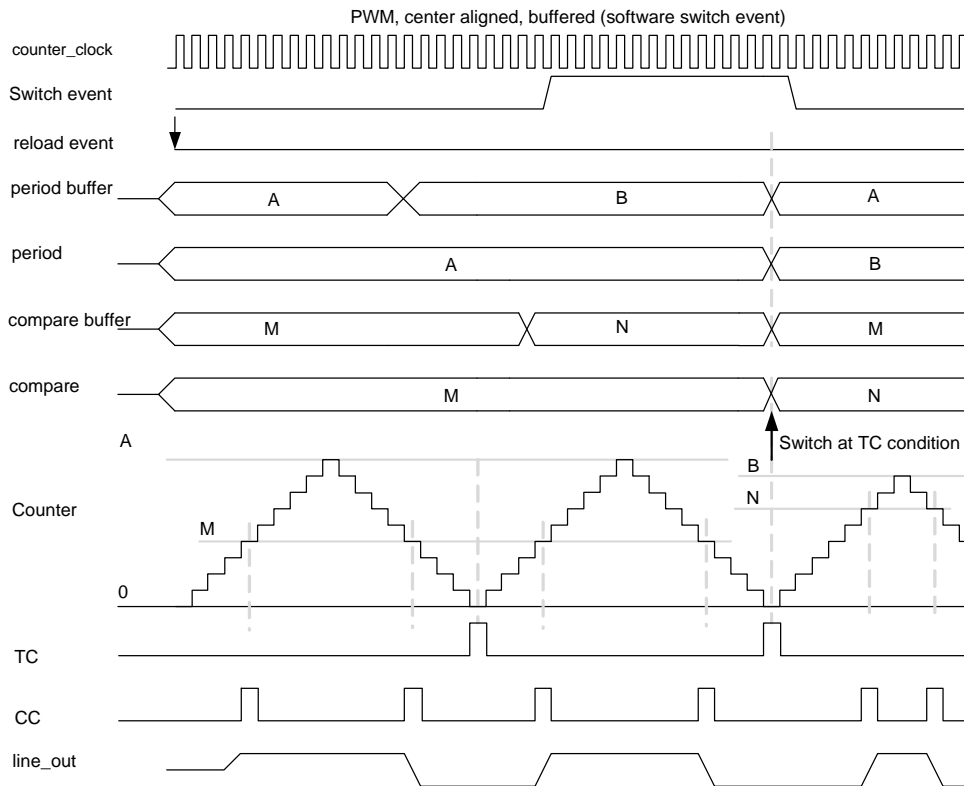 PWM, center aligned, buffered (software switch event)
counter_clock
Switch event
reload event
period buffer
A
B
A
period
A
B
compare buffer
M
N
M
compare
M
N
Switch at TC condition
A
B
N
Counter
M
0
TC
CC
line_out